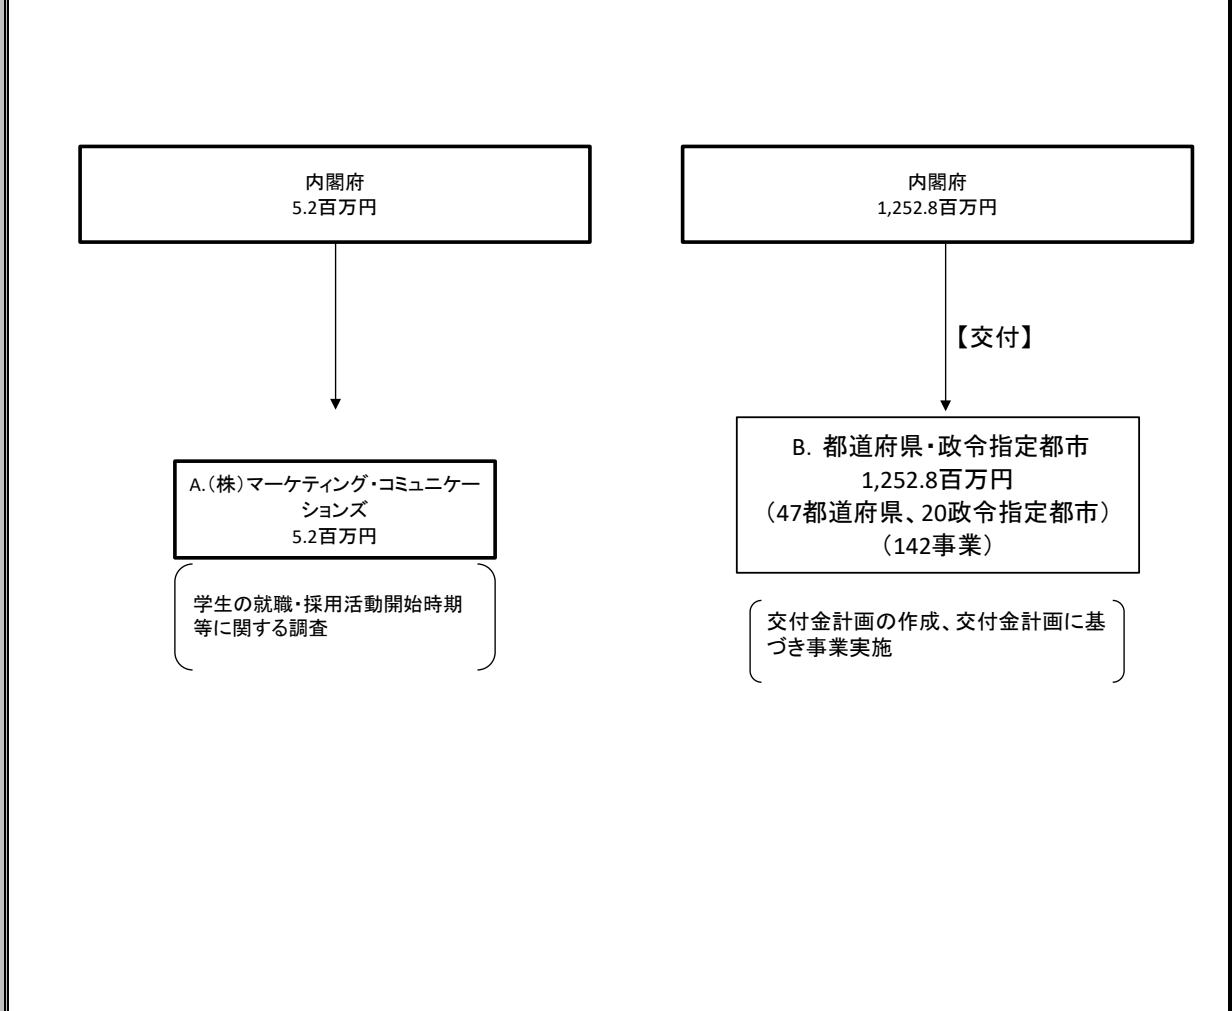 内閣府
5.2百万円
内閣府
1,252.8百万円
【交付】
A.（株）マーケティング・コミュニケー
ションズ
5.2百万円
B. 都道府県・政令指定都市
1,252.8百万円
（47都道府県、20政令指定都市）
（142事業）
学生の就職・採用活動開始時期
等に関する調査
交付金計画の作成、交付金計画に基
づき事業実施